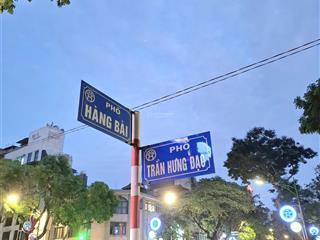 PHỐ
HÀNG BÀI
PHỐ
TRẦN HƯNG ĐẠO